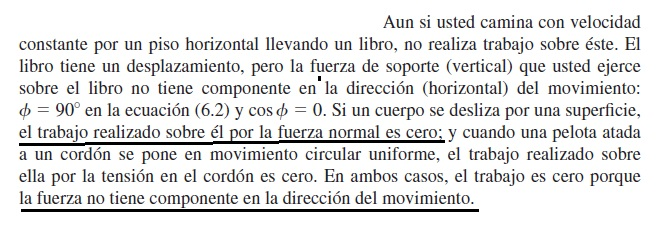 Aun si usted camina con velocidad
constante por un piso horizontal llevando un libro, no realiza trabajo sobre éste. El
libro tiene un desplazamiento, pero la fuerza de soporte (vertical) que usted ejerce
sobre el libro no tiene componente en la dirección (horizontal) del movimiento:
ϕ = 90° en la ecuación (6.2) y cos ϕ = 0. Si un cuerpo se desliza por una superficie,
el trabajo realizado sobre él por la fuerza normal es cero; y cuando una pelota atada
a un cordón se pone en movimiento circular uniforme, el trabajo realizado sobre
ella por la tensión en el cordón es cero. En ambos casos, el trabajo es cero porque
la fuerza no tiene componente en la dirección del movimiento.